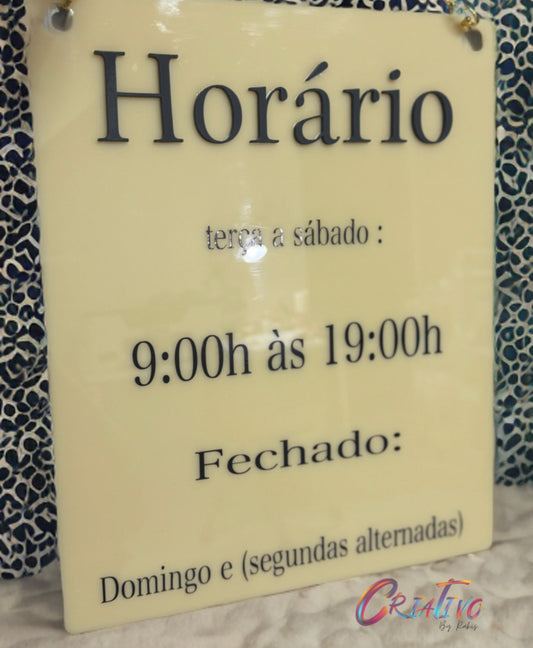 Horário
terça a sábado :
9:00h às 19:00h
Fechado:
Domingo e (segundas alternadas)
CRIATIVO
By Rakis